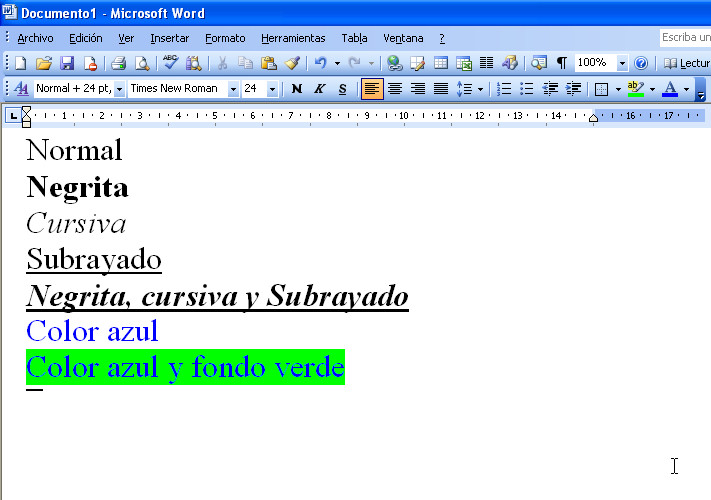 Documento1 - Microsoft Word
Archivo Edición Ver Insertar Formato Herramientas Tabla Ventana ? Escriba un
100% Lectur
Normal + 24 pt, Times New Roman 24 N K S
1 2 3 4 5 6 7 8 9 10 11 12 13 14 16 17
Normal
Negrita
Cursiva
Subrayado
Negrita, cursiva y Subrayado
Color azul
Color azul y fondo verde